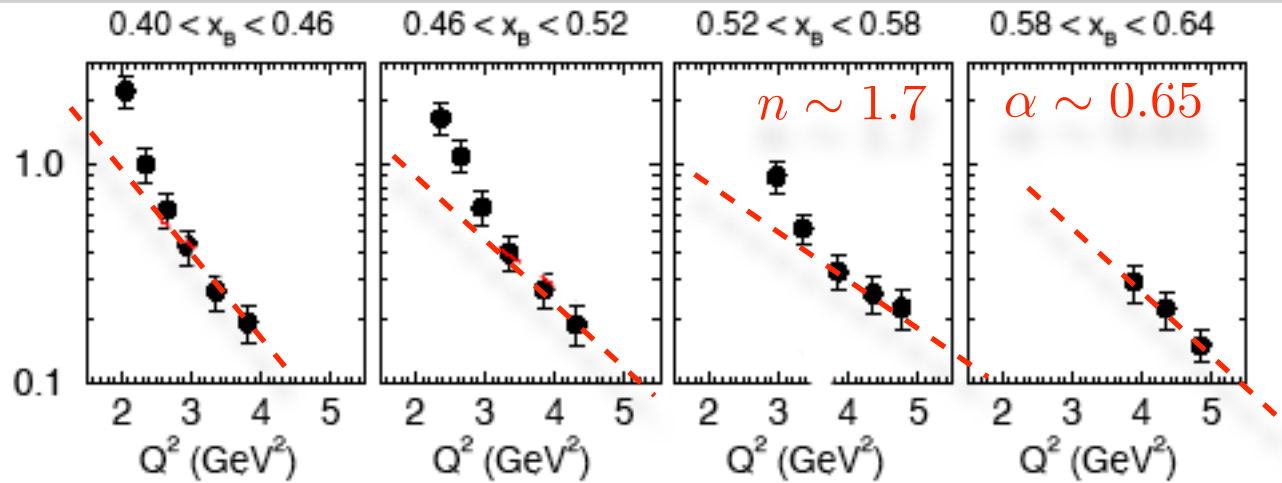 0.40 < x_B < 0.46 0.46 < x_B < 0.52 0.52 < x_B < 0.58 0.58 < x_B < 0.64
n ∼ 1.7 α ∼ 0.65
1.0
0.1
2 3 4 5 2 3 4 5 2 3 4 5 2 3 4 5
Q² (GeV²) Q² (GeV²) Q² (GeV²) Q² (GeV²)